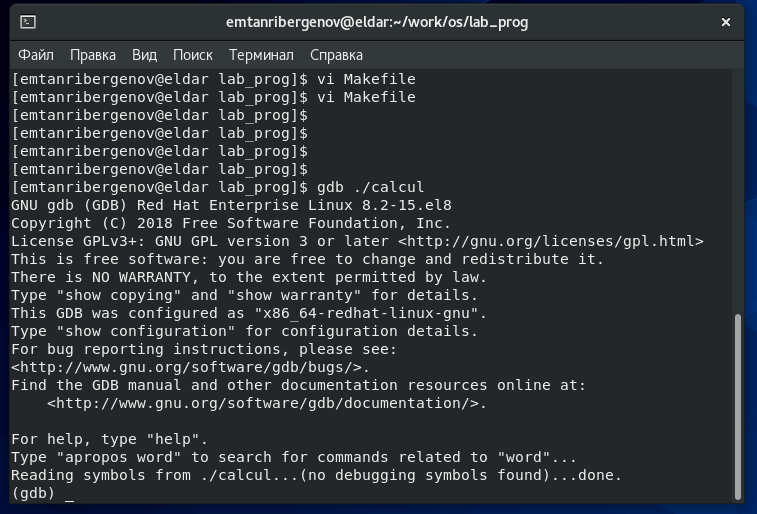 emtanribergenov@eldar:~/work/os/lab_prog
Файл Правка Вид Поиск Терминал Справка
[emtanribergenov@eldar lab_prog]$ vi Makefile
[emtanribergenov@eldar lab_prog]$ vi Makefile
[emtanribergenov@eldar lab_prog]$
[emtanribergenov@eldar lab_prog]$
[emtanribergenov@eldar lab_prog]$
[emtanribergenov@eldar lab_prog]$
[emtanribergenov@eldar lab_prog]$ gdb ./calcul
GNU gdb (GDB) Red Hat Enterprise Linux 8.2-15.el8
Copyright (C) 2018 Free Software Foundation, Inc.
License GPLv3+: GNU GPL version 3 or later <http://gnu.org/licenses/gpl.html>
This is free software: you are free to change and redistribute it.
There is NO WARRANTY, to the extent permitted by law.
Type "show copying" and "show warranty" for details.
This GDB was configured as "x86_64-redhat-linux-gnu".
Type "show configuration" for configuration details.
For bug reporting instructions, please see:
<http://www.gnu.org/software/gdb/bugs/>.
Find the GDB manual and other documentation resources online at:
    <http://www.gnu.org/software/gdb/documentation/>.

For help, type "help".
Type "apropos word" to search for commands related to "word"...
Reading symbols from ./calcul...(no debugging symbols found)...done.
(gdb) _